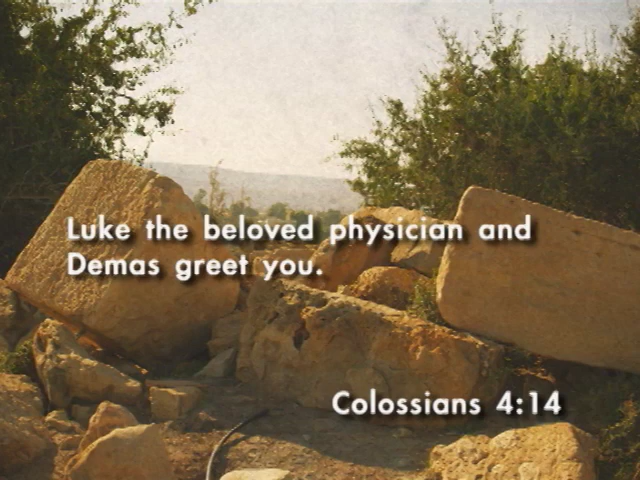 Luke the beloved physician and
Demas greet you.
Colossians 4:14